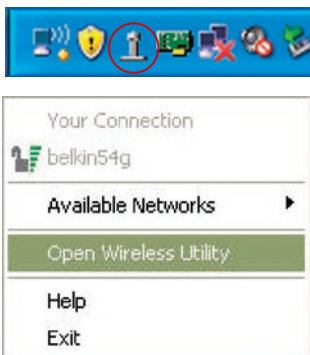 Your Connection
belkin54g
Available Networks
Open Wireless Utility
Help
Exit